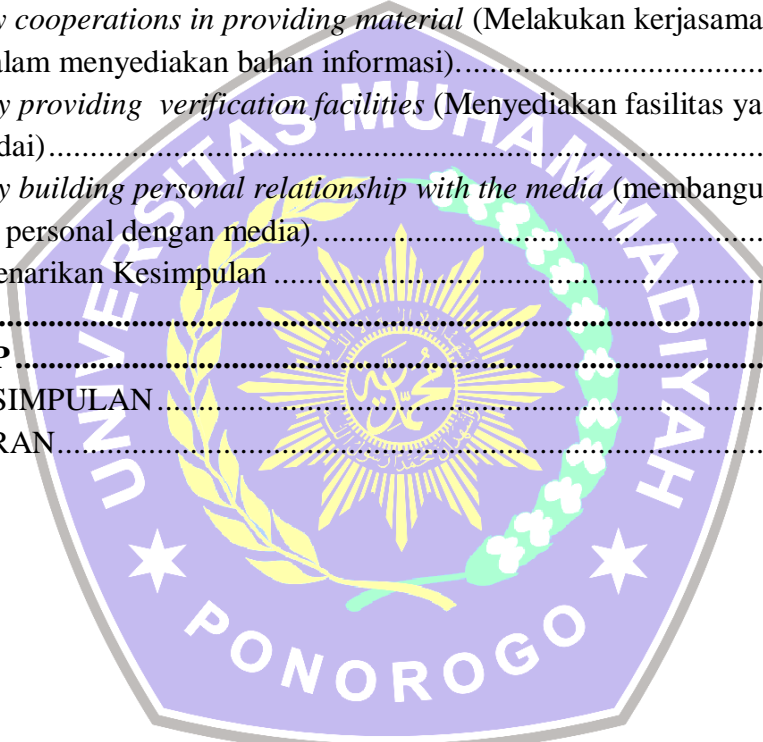 y cooperations in providing material (Melakukan kerjasama
alam menyediakan bahan informasi)........................................
y providing verification facilities (Menyediakan fasilitas ya
dai)........................................................................................
y building personal relationship with the media (membangu
personal dengan media).......................................................
enarikan Kesimpulan ...........................................................
............................................................................................
P...........................................................................................
SIMPULAN..........................................................................
RAN......................................................................................
UNIVERSITAS MUHAMMADIYAH
محمدية
PONOROGO